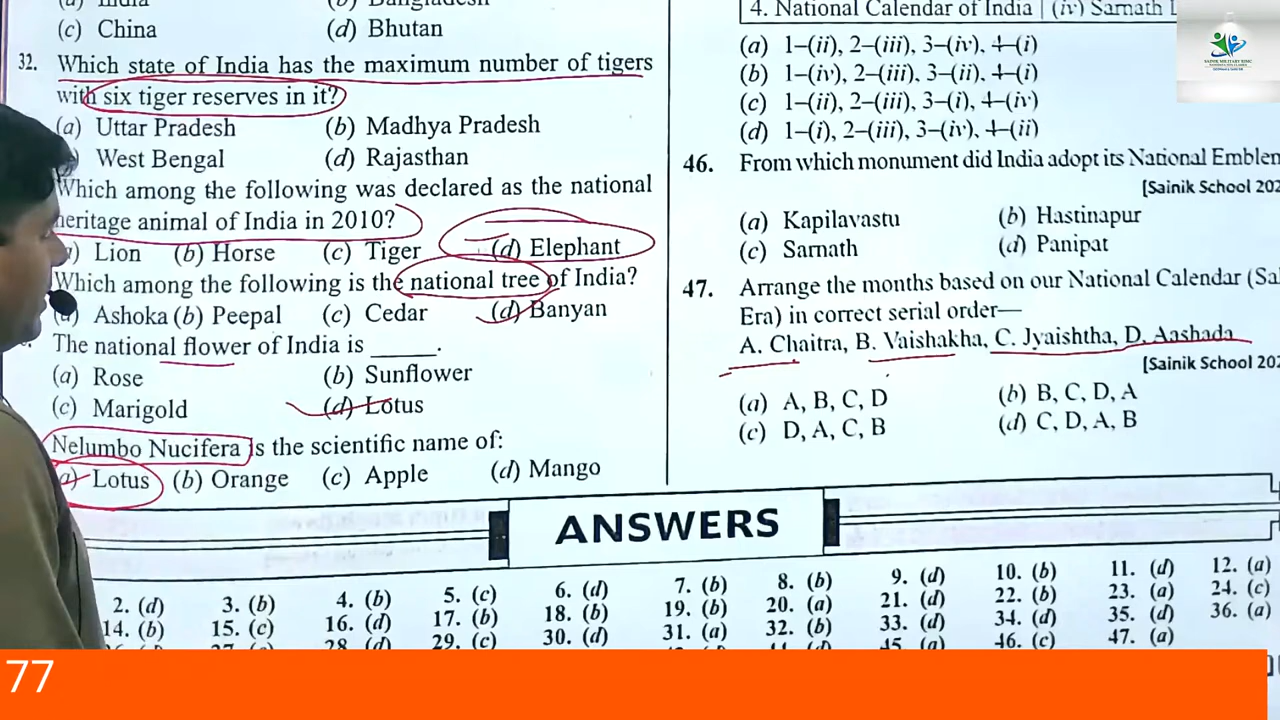 (a) India (b) Bangladesh
(c) China (d) Bhutan
32. Which state of India has the maximum number of tigers
with six tiger reserves in it?
(a) Uttar Pradesh (b) Madhya Pradesh
West Bengal (d) Rajasthan
Which among the following was declared as the national
heritage animal of India in 2010?
Lion (b) Horse (c) Tiger (d) Elephant
Which among the following is the national tree of India?
(a) Ashoka (b) Peepal (c) Cedar (d) Banyan
The national flower of India is _____.
(a) Rose (b) Sunflower
(c) Marigold (d) Lotus
Nelumbo Nucifera is the scientific name of:
(a) Lotus (b) Orange (c) Apple (d) Mango
4. National Calendar of India (iv) Sarnath
(a) 1–(ii), 2–(iii), 3–(iv), 4–(i)
(b) 1–(iv), 2–(iii), 3–(ii), 4–(i)
(c) 1–(ii), 2–(iii), 3–(i), 4–(iv)
(d) 1–(i), 2–(iii), 3–(iv), 4–(ii)
46. From which monument did India adopt its National Emblem
[Sainik School 202
(a) Kapilavastu (b) Hastinapur
(c) Sarnath (d) Panipat
47. Arrange the months based on our National Calendar (Sa
Era) in correct serial order—
A. Chaitra, B. Vaishakha, C. Jyaishtha, D. Aashada
[Sainik School 202
(a) A, B, C, D (b) B, C, D, A
(c) D, A, C, B (d) C, D, A, B
ANSWERS
2. (d) 3. (b) 4. (b) 5. (c) 6. (d) 7. (b) 8. (b) 9. (d) 10. (b) 11. (d) 12. (a)
14. (b) 15. (c) 16. (d) 17. (b) 18. (b) 19. (b) 20. (a) 21. (d) 22. (b) 23. (a) 24. (c)
28. (d) 29. (c) 30. (d) 31. (a) 32. (b) 33. (d) 34. (d) 35. (d) 36. (a)
45. (a) 46. (c) 47. (a)
77